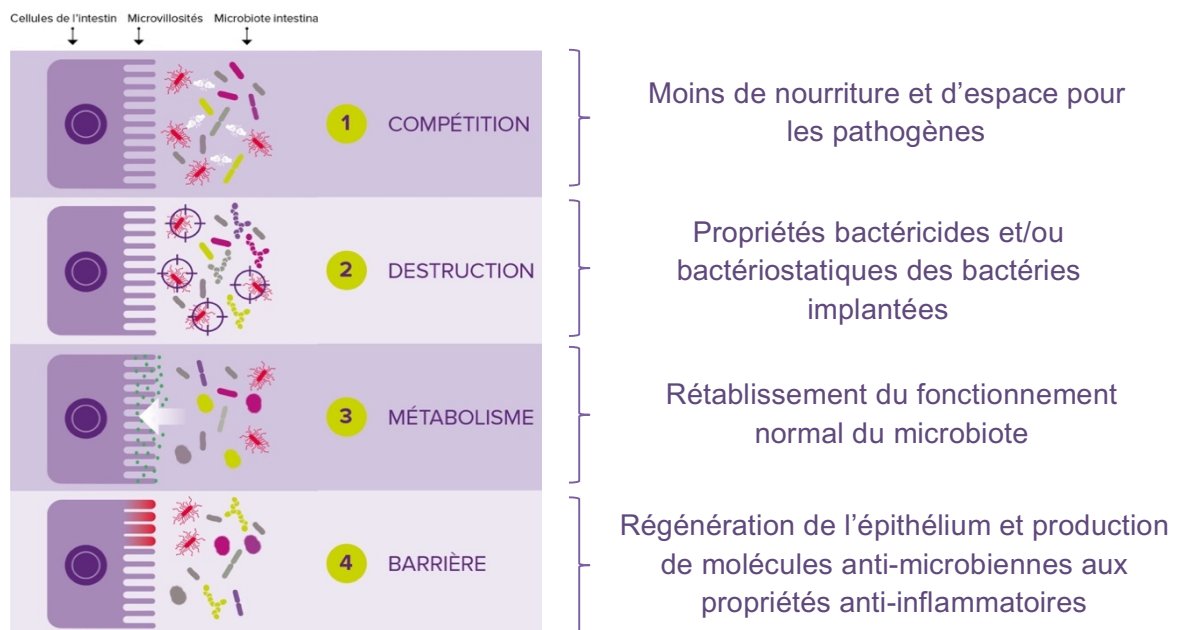 Cellules de l'intestin Microvillosités Microbiote intestina
1 COMPÉTITION
Moins de nourriture et d'espace pour
les pathogènes
2 DESTRUCTION
Propriétés bactéricides et/ou
bactériostatiques des bactéries
implantées
3 MÉTABOLISME
Rétablissement du fonctionnement
normal du microbiote
4 BARRIÈRE
Régénération de l'épithélium et production
de molécules anti-microbiennes aux
propriétés anti-inflammatoires